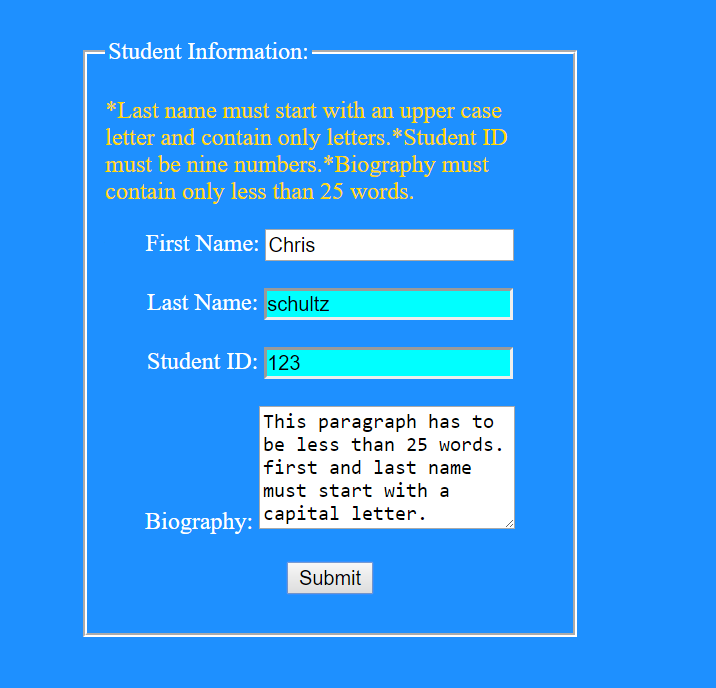 Student Information:
*Last name must start with an upper case
letter and contain only letters.*Student ID
must be nine numbers.*Biography must
contain only less than 25 words.
First Name: Chris
Last Name: schultz
Student ID: 123
This paragraph has to
be less than 25 words.
first and last name
must start with a
capital letter.
Biography:
Submit